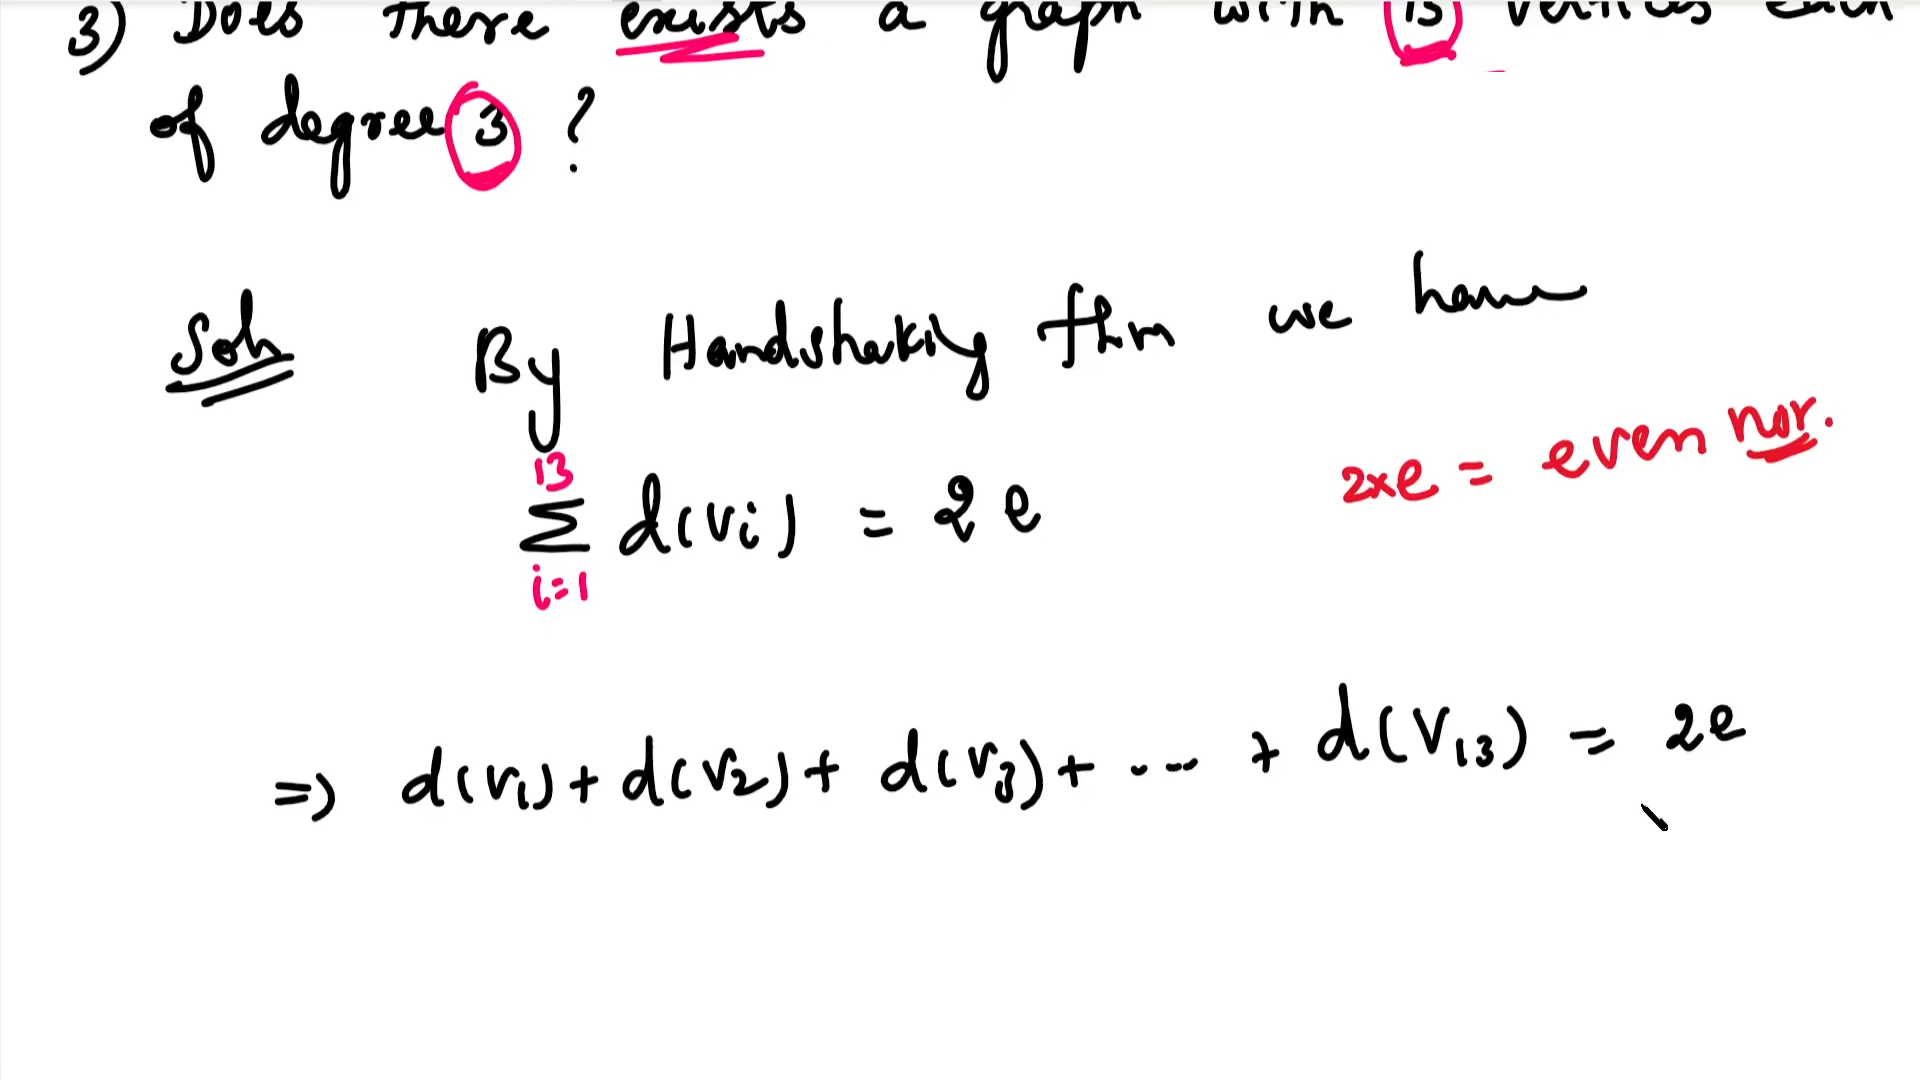 3) Does there exists a graph with 13 vertices each
of degree 3 ?
Soln By Handshaking thm we have
2xe = even nor.
13
Σ d(vi) = 2e
i=1
=> d(v1) + d(v2) + d(v3) + ... + d(V13) = 2e